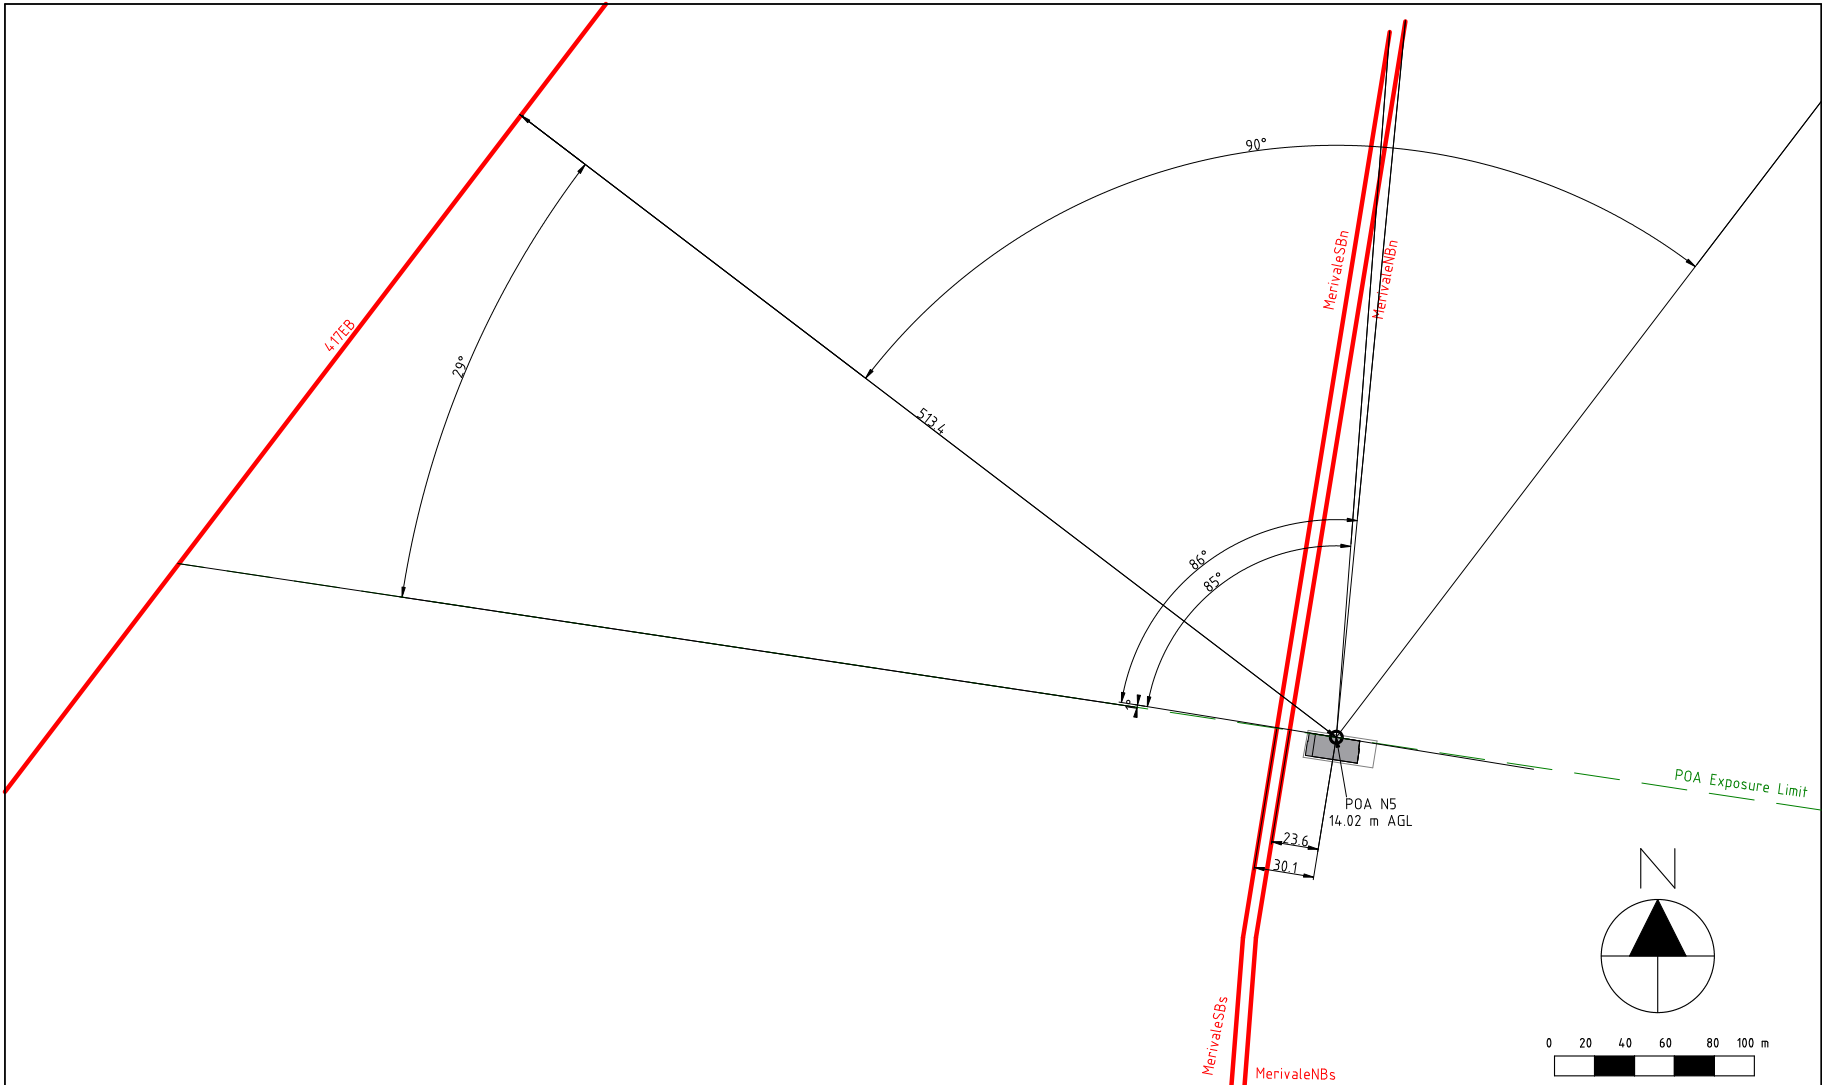 90°
MerivaleSBn
MerivaleNBn
417EB
29°
513.4
86°
85°
1°
POA Exposure Limit
POA N5
14.02 m AGL
23.6
30.1
N
MerivaleSBs
MerivaleNBs
0 20 40 60 80 100 m